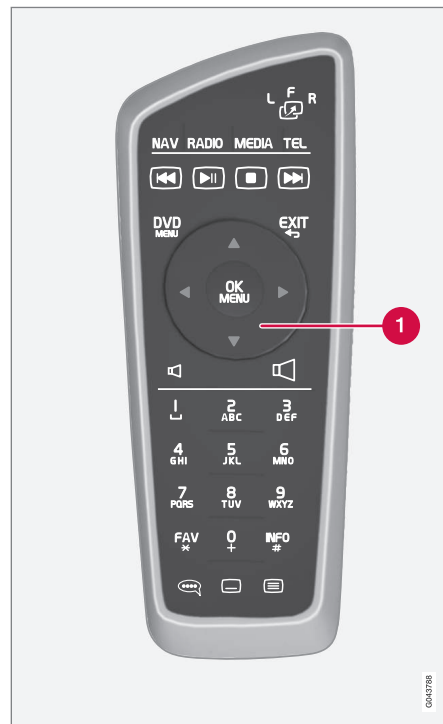 F
L R
NAV RADIO MEDIA TEL
DVD EXIT
MENU
OK
MENU
1
1 2 3
ABC DEF
4 5 6
GHI JKL MNO
7 8 9
PQRS TUV WXYZ
FAV 0 INFO
* + #
G043788